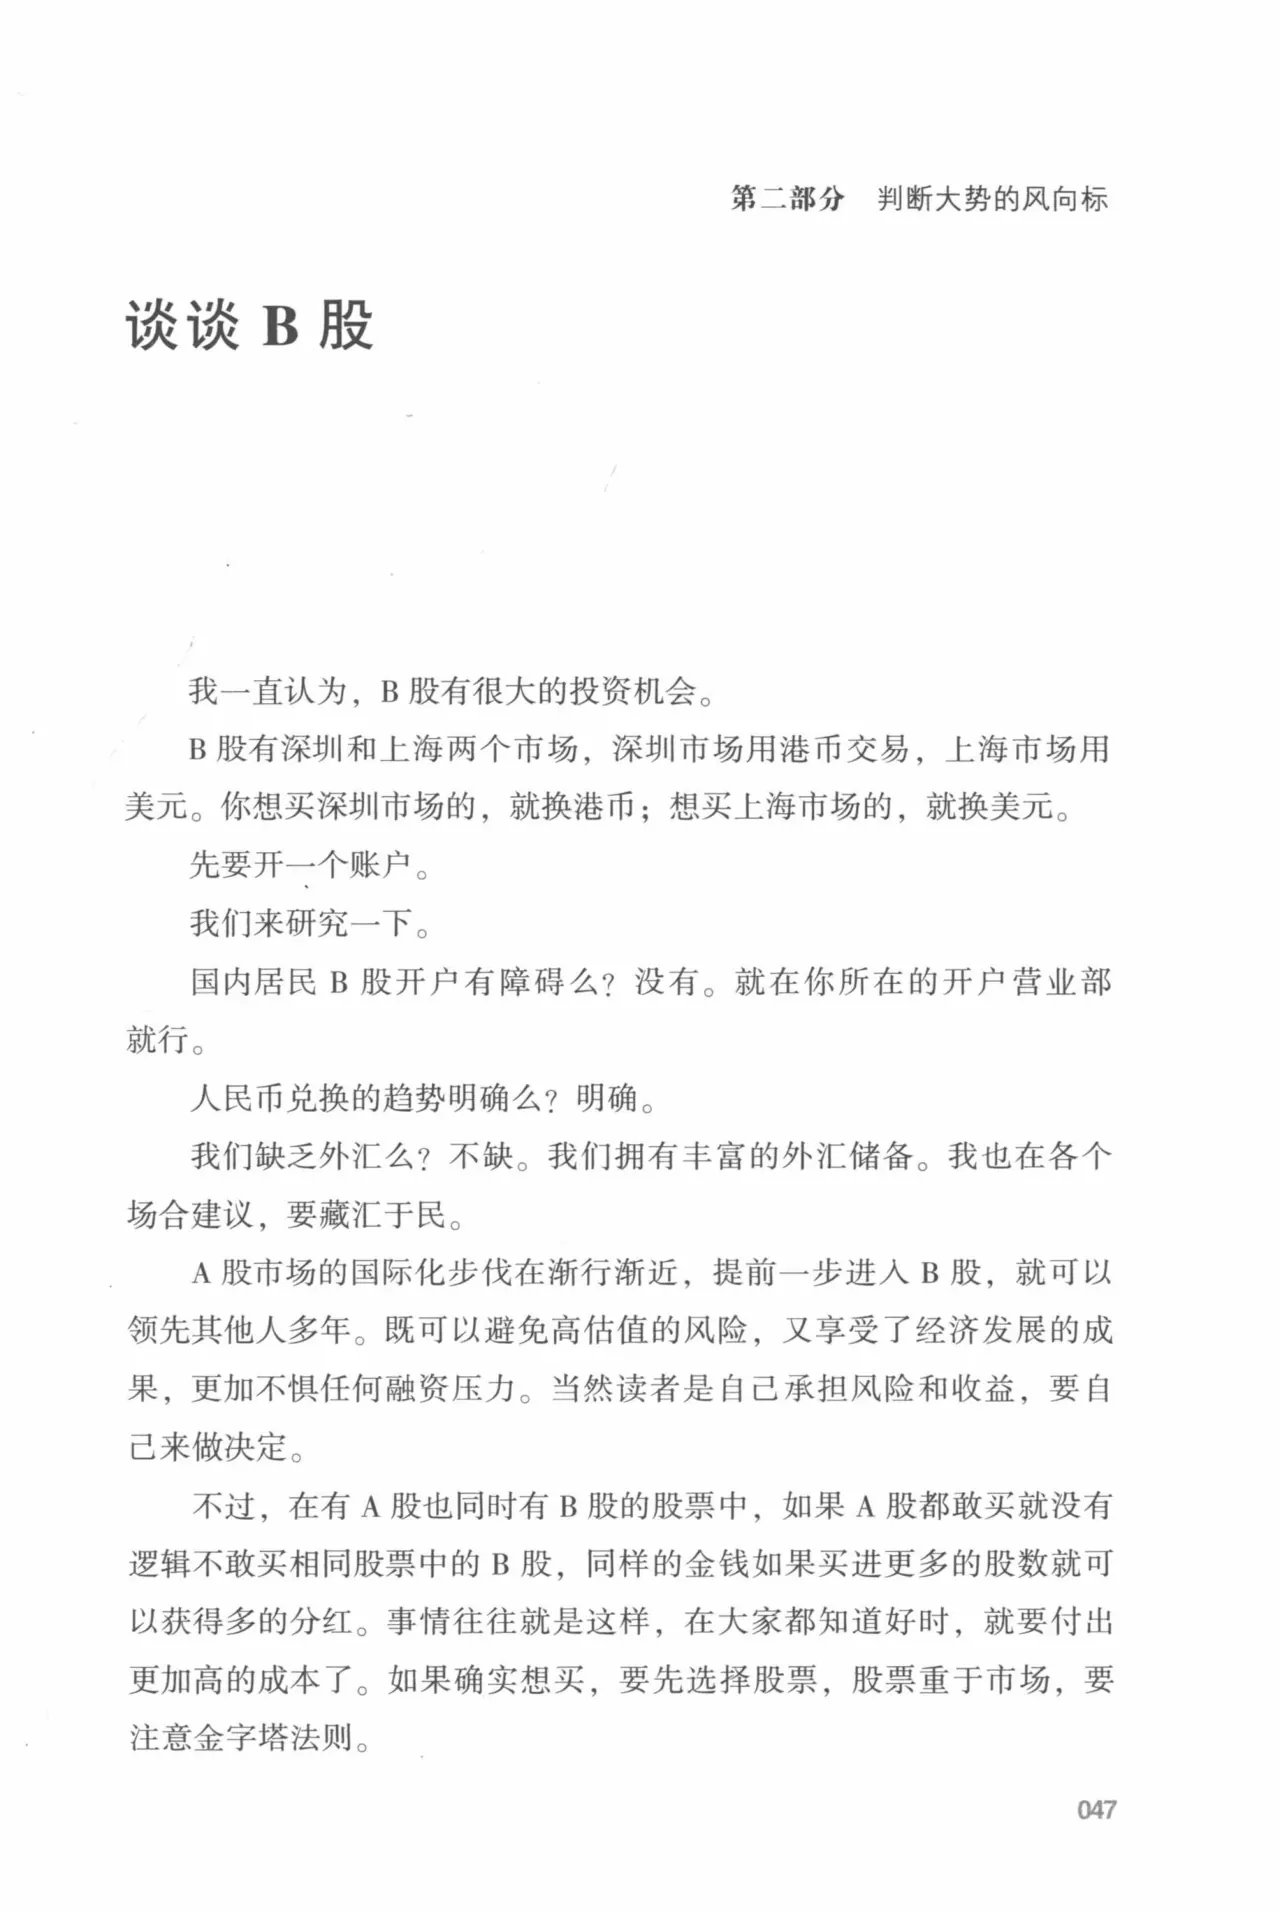 第二部分 判断大势的风向标
谈谈 B 股
我一直认为，B 股有很大的投资机会。
B 股有深圳和上海两个市场，深圳市场用港币交易，上海市场用
美元。你想买深圳市场的，就换港币；想买上海市场的，就换美元。
先要开一个账户。
我们来研究一下。
国内居民 B 股开户有障碍么？没有。就在你所在的开户营业部
就行。
人民币兑换的趋势明确么？明确。
我们缺乏外汇么？不缺。我们拥有丰富的外汇储备。我也在各个
场合建议，要藏汇于民。
A 股市场的国际化步伐在渐行渐近，提前一步进入 B 股，就可以
领先其他人多年。既可以避免高估值的风险，又享受了经济发展的成
果，更加不惧任何融资压力。当然读者是自己承担风险和收益，要自
己来做决定。
不过，在有 A 股也同时有 B 股的股票中，如果 A 股都敢买就没有
逻辑不敢买相同股票中的 B 股，同样的金钱如果买进更多的股数就可
以获得多的分红。事情往往就是这样，在大家都知道好时，就要付出
更加高的成本了。如果确实想买，要先选择股票，股票重于市场，要
注意金字塔法则。
047